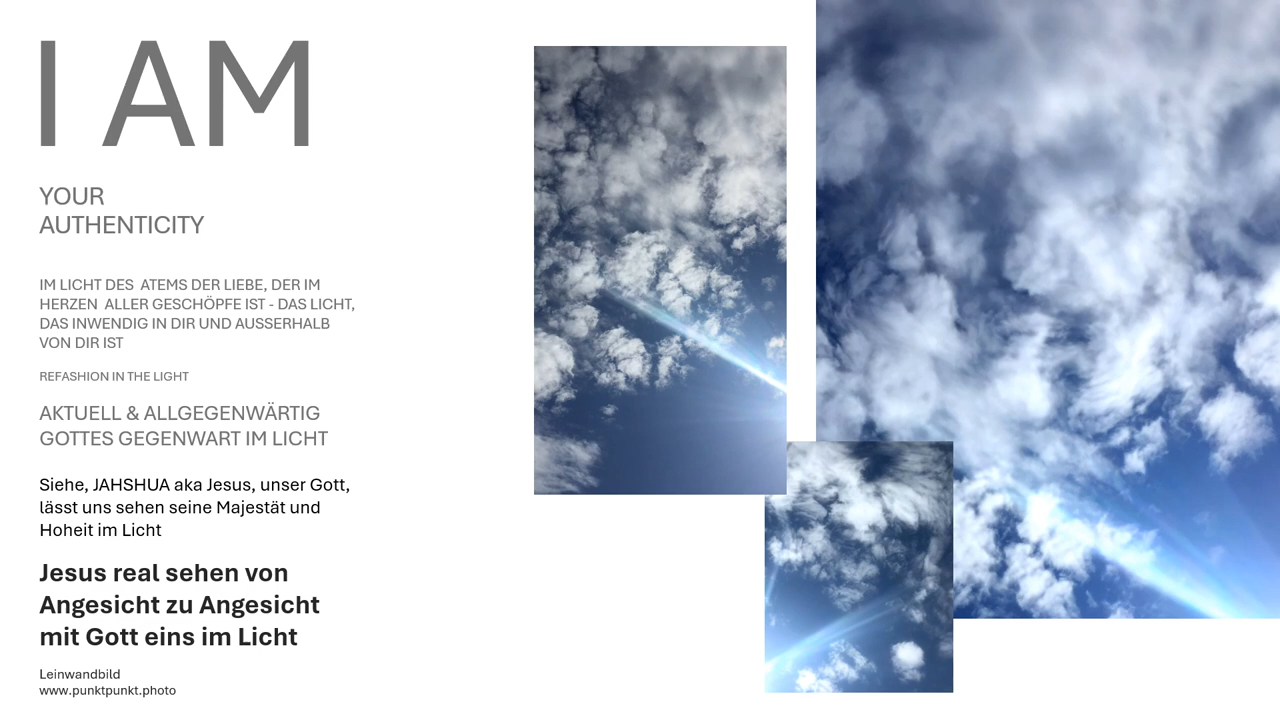 I AM
YOUR
AUTHENTICITY
IM LICHT DES  ATEMS DER LIEBE, DER IM
HERZEN  ALLER GESCHÖPFE IST - DAS LICHT,
DAS INWENDIG IN DIR UND AUSSERHALB
VON DIR IST
REFASHION IN THE LIGHT
AKTUELL & ALLGEGENWÄRTIG
GOTTES GEGENWART IM LICHT
Siehe, JAHSHUA aka Jesus, unser Gott,
lässt uns sehen seine Majestät und
Hoheit im Licht
Jesus real sehen von
Angesicht zu Angesicht
mit Gott eins im Licht
Leinwandbild
www.punktpunkt.photo